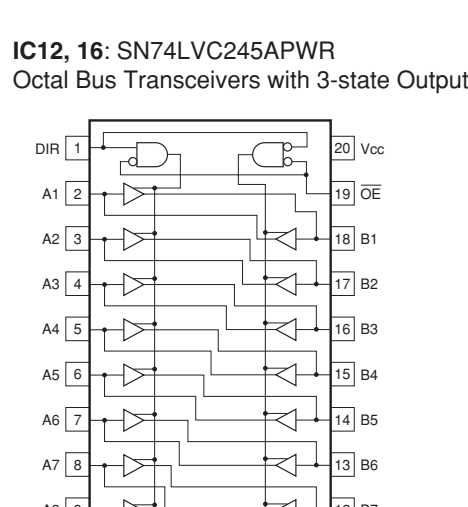 IC12, 16: SN74LVC245APWR
Octal Bus Transceivers with 3-state Output
DIR 1 20 Vcc
A1 2 19 OE
A2 3 18 B1
A3 4 17 B2
A4 5 16 B3
A5 6 15 B4
A6 7 14 B5
A7 8 13 B6